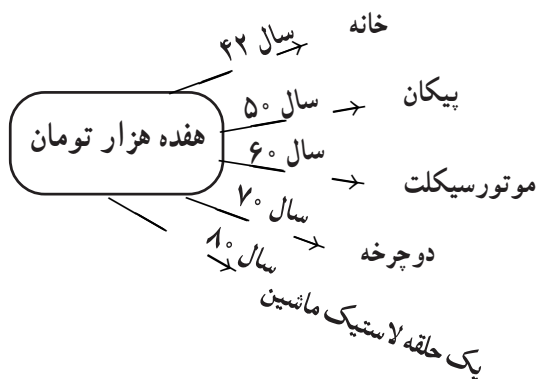 هفده هزار تومان
سال ۴۲ خانه
سال ۵۰ پیکان
سال ۶۰ موتورسیکلت
سال ۷۰ دوچرخه
سال ۸۰ یک حلقه لاستیک ماشین